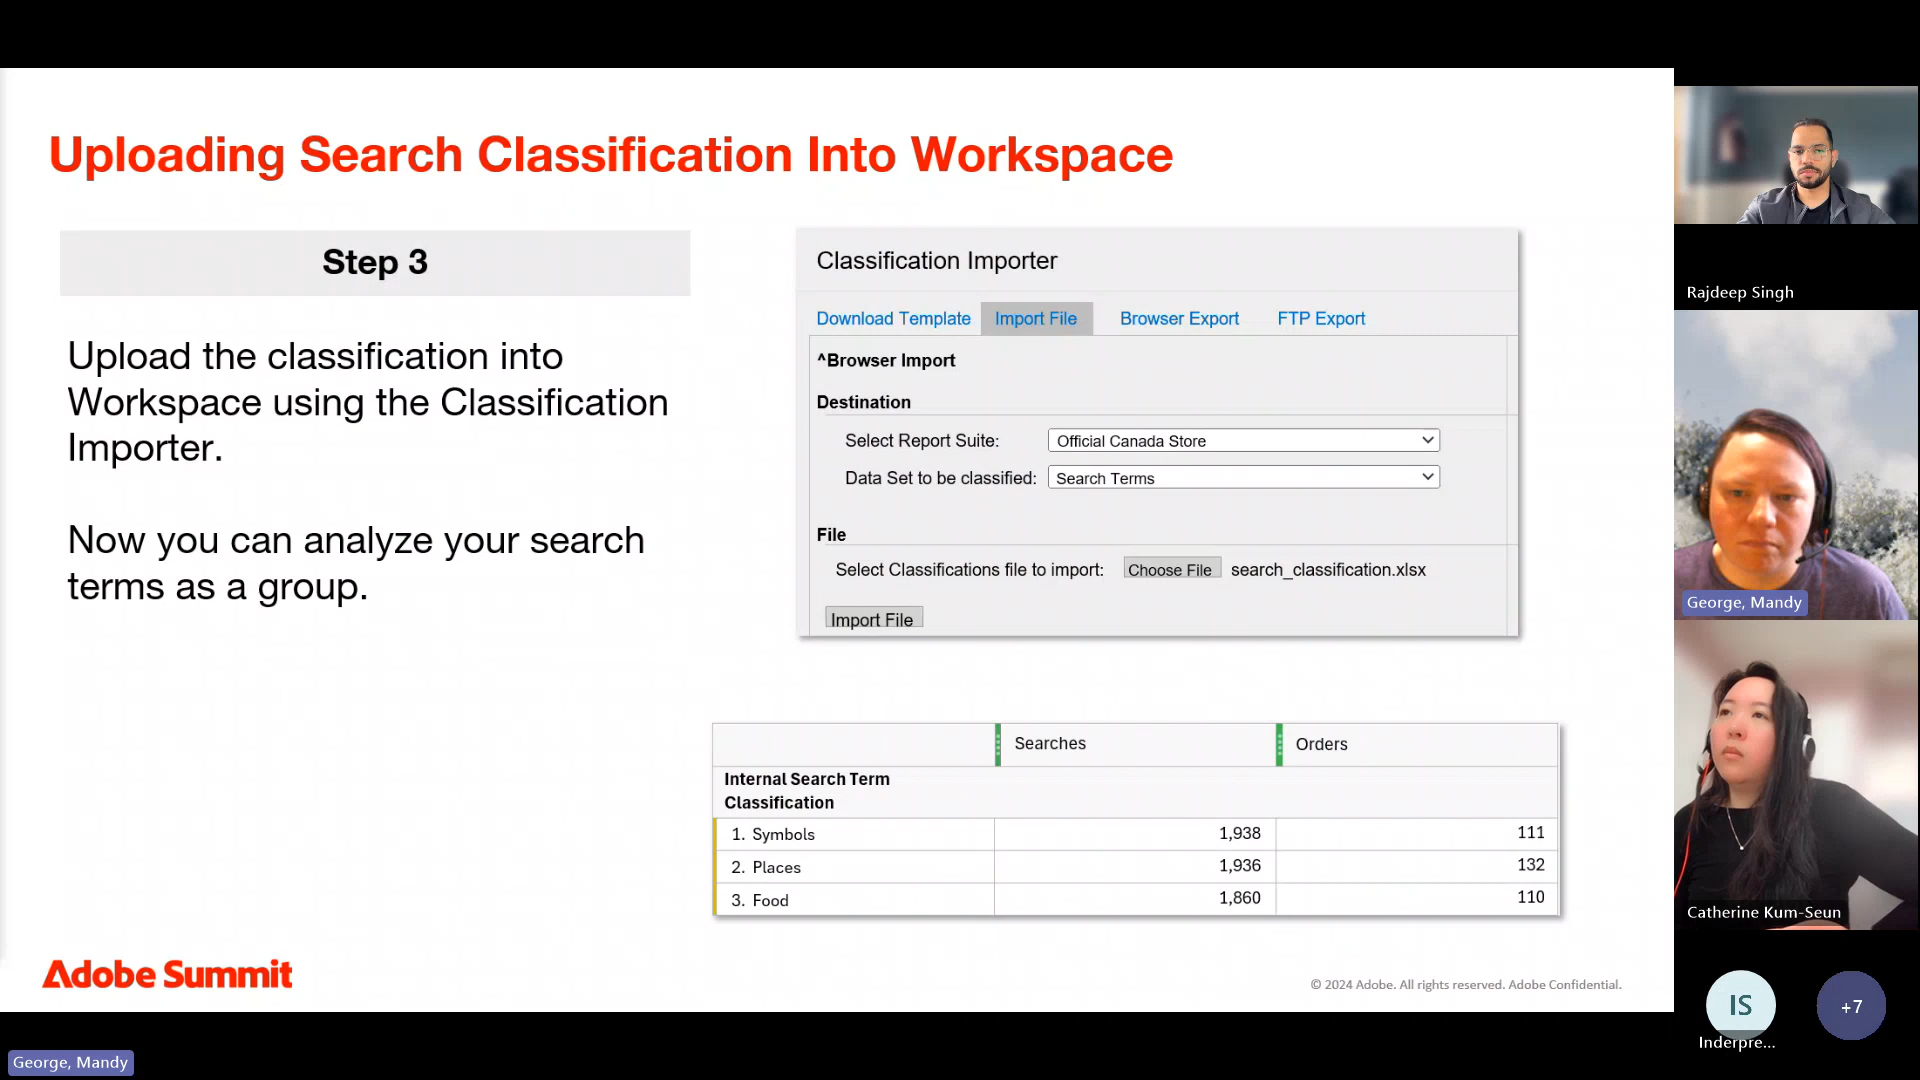 Uploading Search Classification Into Workspace
Step 3
Upload the classification into
Workspace using the Classification
Importer.
Now you can analyze your search
terms as a group.
Classification Importer
Download Template Import File Browser Export FTP Export
^Browser Import
Destination
Select Report Suite: Official Canada Store
Data Set to be classified: Search Terms
File
Select Classifications file to import: Choose File search_classification.xlsx
Import File
Searches Orders
Internal Search Term
Classification
1. Symbols 1,938 111
2. Places 1,936 132
3. Food 1,860 110
Adobe Summit
© 2024 Adobe. All rights reserved. Adobe Confidential.
George, Mandy
Rajdeep Singh
George, Mandy
Catherine Kum-Seun
IS
+7
Inderpre...